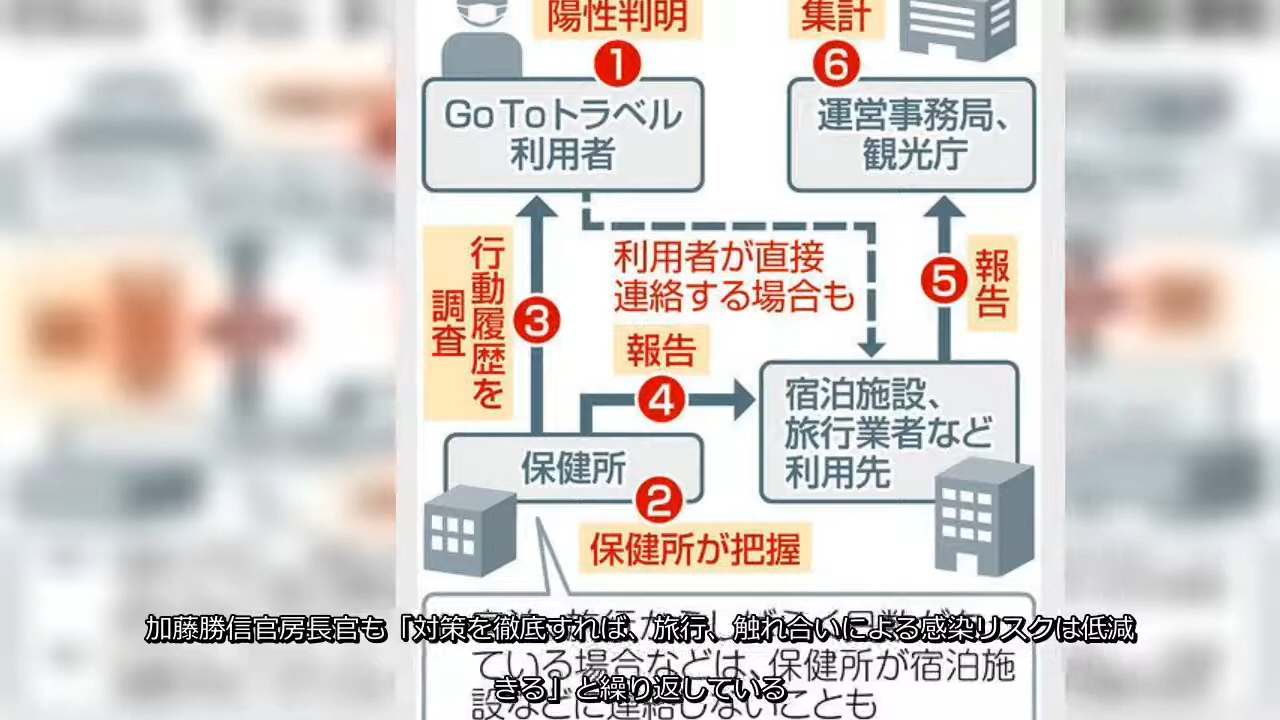 陽性判明
集計
1
6
Go Toトラベル
利用者
運営事務局、
観光庁
行動履歴を
調査
3
利用者が直接
連絡する場合も
5
報告
報告
4
宿泊施設、
旅行業者など
利用先
保健所
2
保健所が把握
加藤勝信官房長官も「対策を徹底すれば、旅行、触れ合いによる感染リスクは低減
ている場合などは、保健所が宿泊施
きる」と繰り返している
設などに連絡しないことも